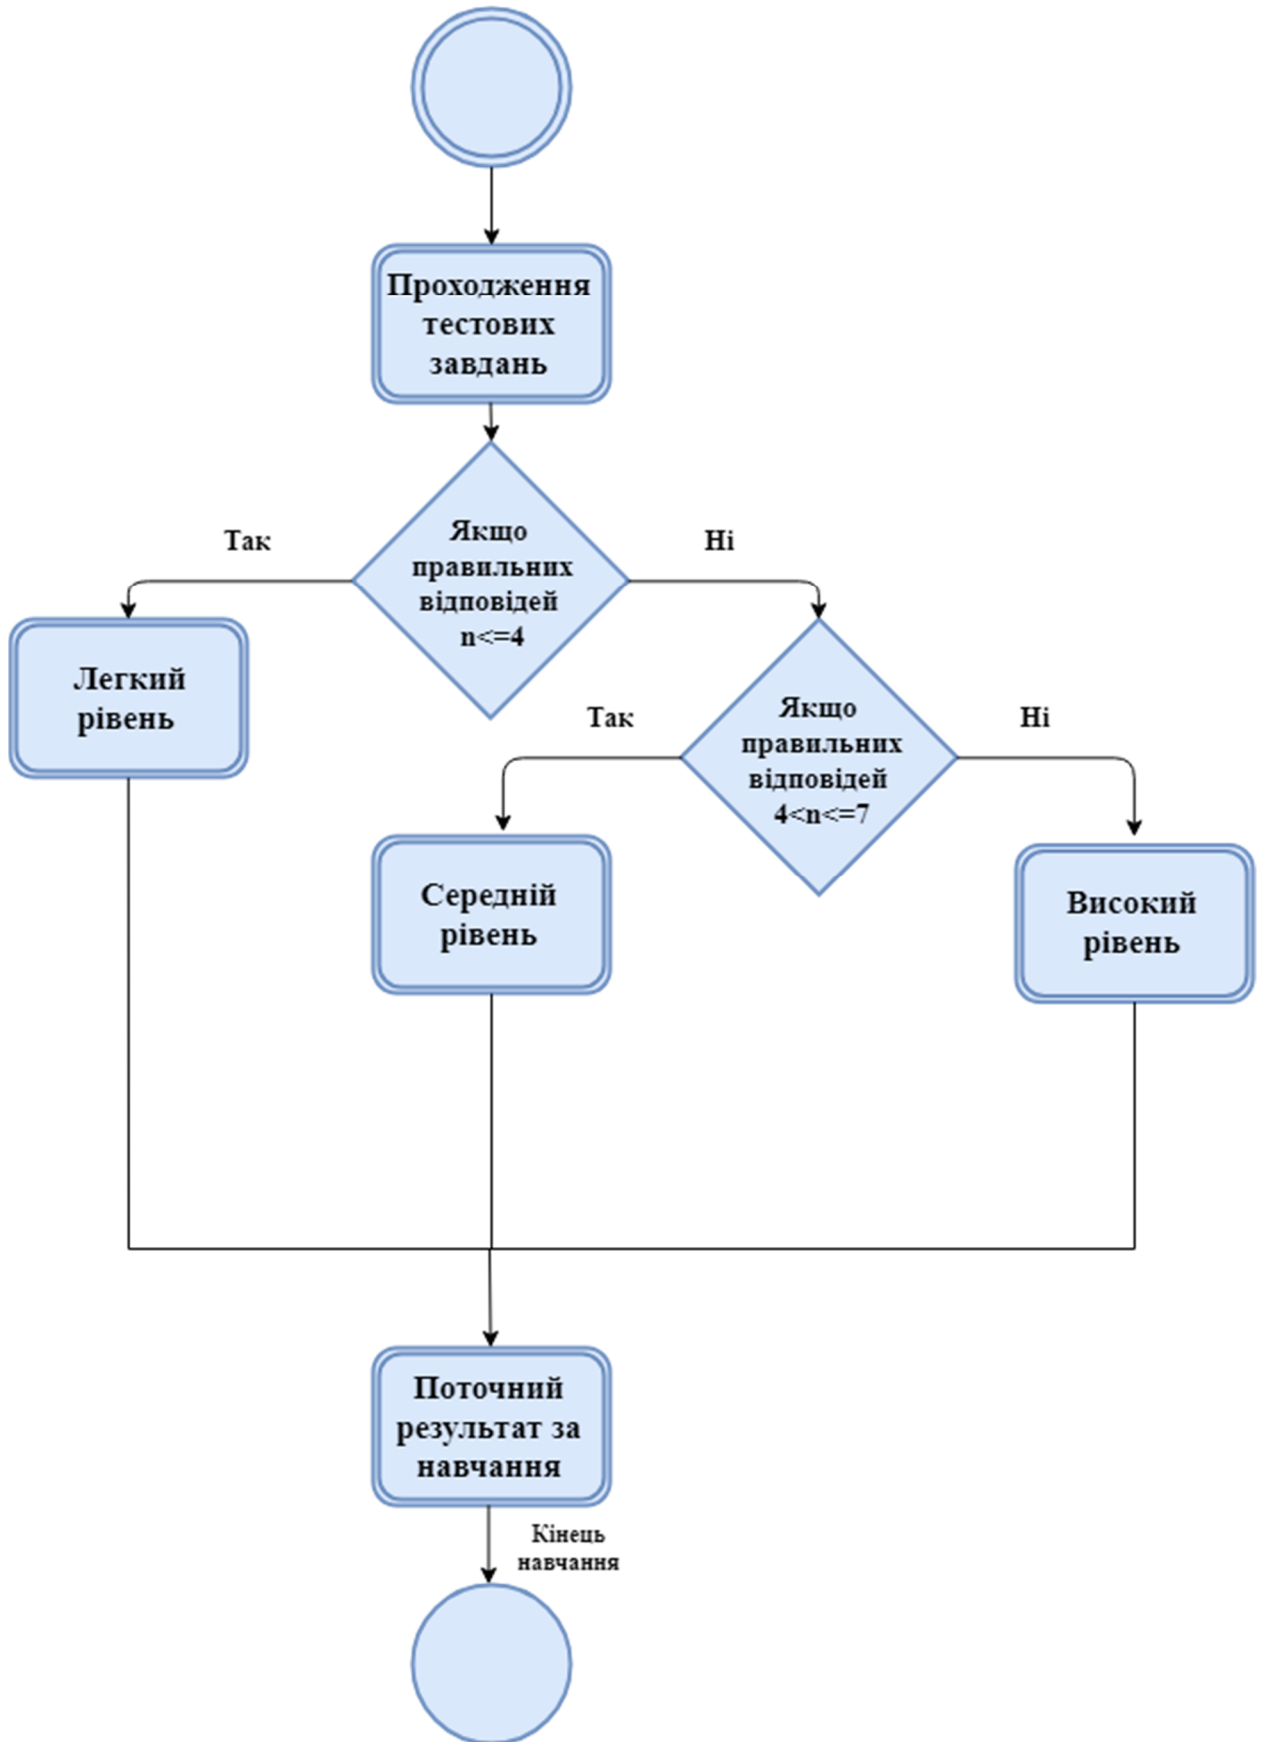 Проходження
тестових
завдань
Якщо
правильних
відповідей
n<=4
Так
Ні
Легкий
рівень
Якщо
правильних
відповідей
4<n<=7
Так
Ні
Середній
рівень
Високий
рівень
Поточний
результат за
навчання
Кінець
навчання